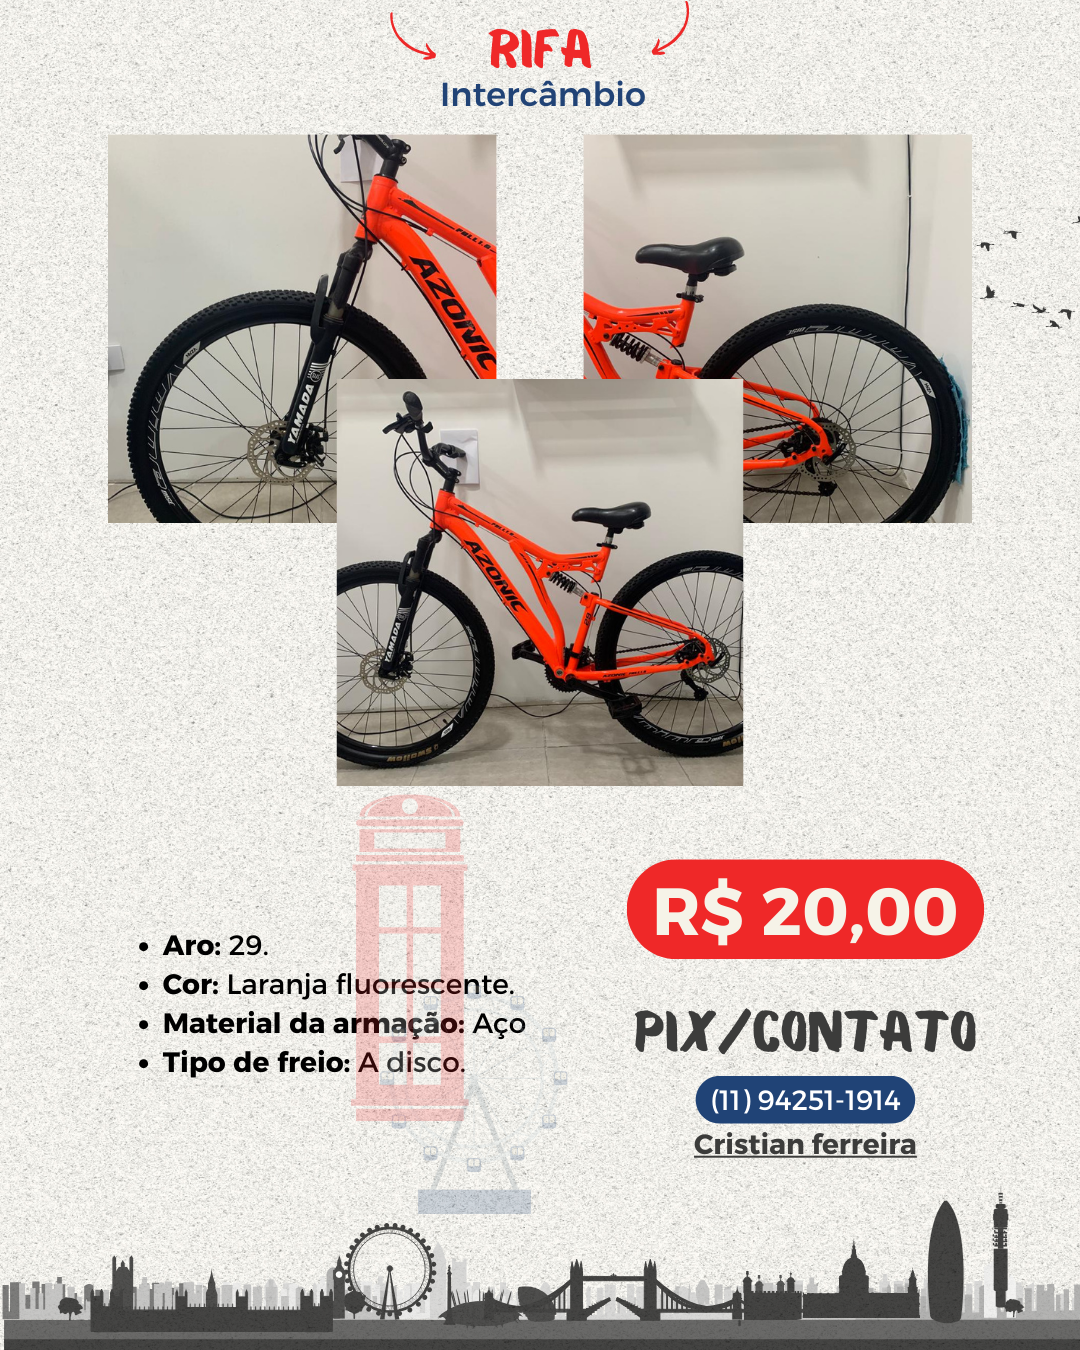 RIFA
Intercâmbio
AZONIC
YAMADA
AZONIC
YAMADA
Swallow
R$ 20,00
• Aro: 29.
• Cor: Laranja fluorescente.
• Material da armação: Aço
• Tipo de freio: A disco.
PIX/CONTATO
(11) 94251-1914
Cristian ferreira